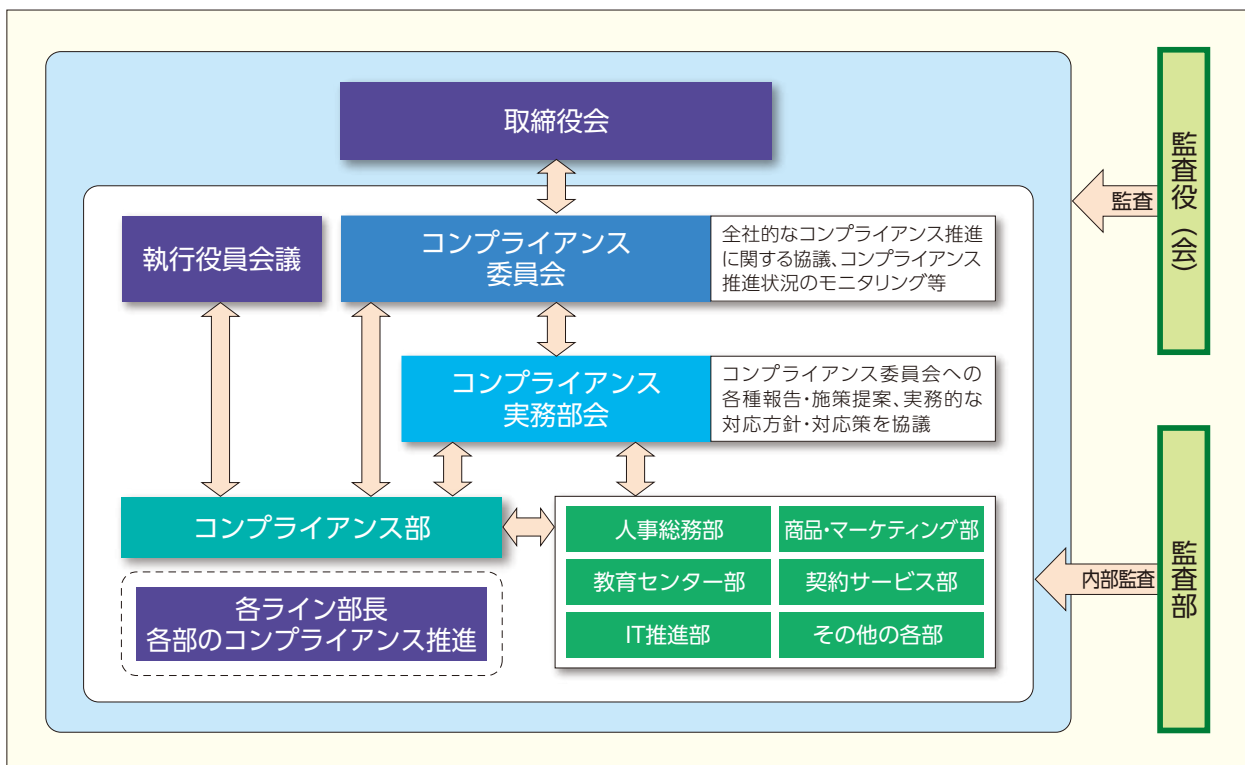 取締役会
執行役員会議
コンプライアンス
委員会
全社的なコンプライアンス推進
に関する協議、コンプライアンス
推進状況のモニタリング等
コンプライアンス
実務部会
コンプライアンス委員会への
各種報告・施策提案、実務的な
対応方針・対応策を協議
コンプライアンス部
各ライン部長
各部のコンプライアンス推進
人事総務部
商品・マーケティング部
教育センター部
契約サービス部
IT推進部
その他の各部
監査
監査役（会）
内部監査
監査部